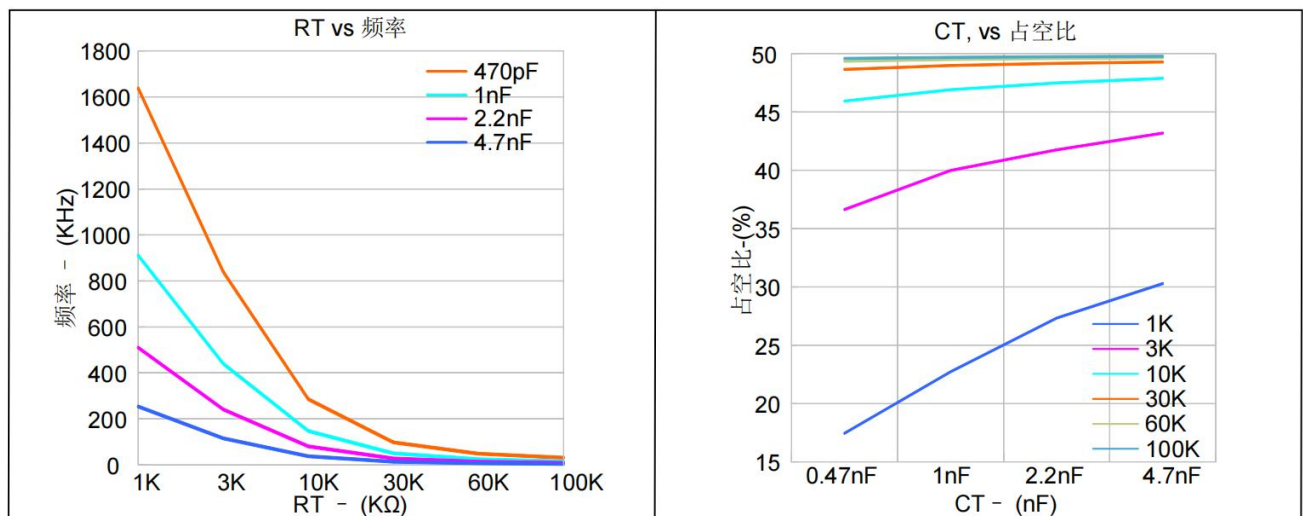 RT vs 频率
1800
1600
1400
1200
1000
800
600
400
200
0
频率 - (KHz)
470pF
1nF
2.2nF
4.7nF
1K 3K 10K 30K 60K 100K
RT - (KΩ)
CT, vs 占空比
50
45
40
35
30
25
20
15
占空比-(%)
1K
3K
10K
30K
60K
100K
0.47nF 1nF 2.2nF 4.7nF
CT - (nF)